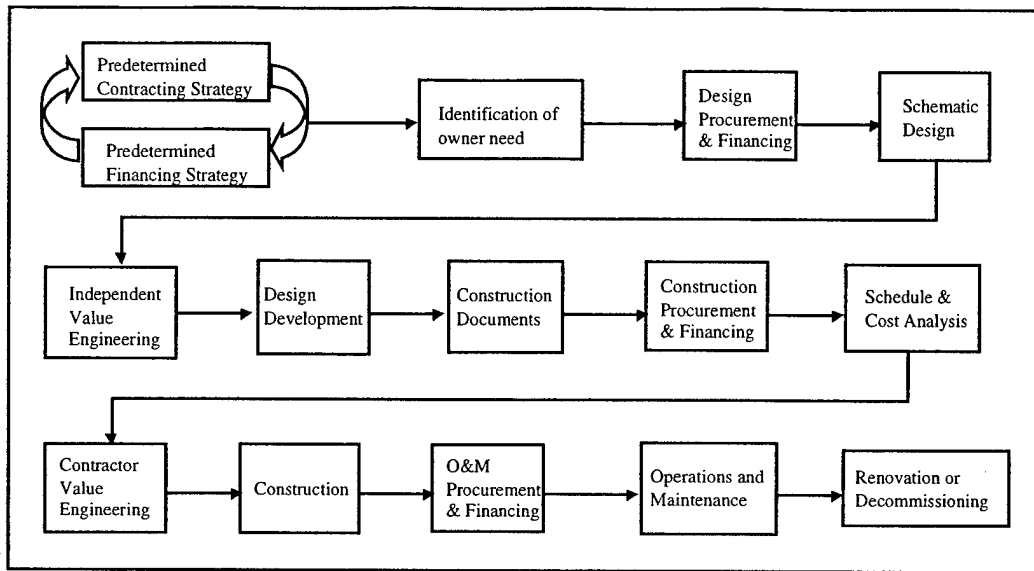 Predetermined
Contracting Strategy
Predetermined
Financing Strategy
Identification of
owner need
Design
Procurement
& Financing
Schematic
Design
Independent
Value
Engineering
Design
Development
Construction
Documents
Construction
Procurement
& Financing
Schedule &
Cost Analysis
Contractor
Value
Engineering
Construction
O&M
Procurement
& Financing
Operations and
Maintenance
Renovation or
Decommissioning